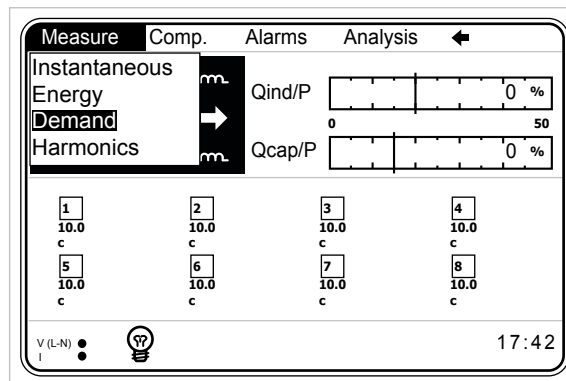 Measure Comp. Alarms Analysis
Instantaneous
Energy
Demand
Harmonics
Qind/P 0 %
0 50
Qcap/P 0 %
1 2 3 4
10.0 10.0 10.0 10.0
c c c c
5 6 7 8
10.0 10.0 10.0 10.0
c c c c
V (L-N)
I
17:42